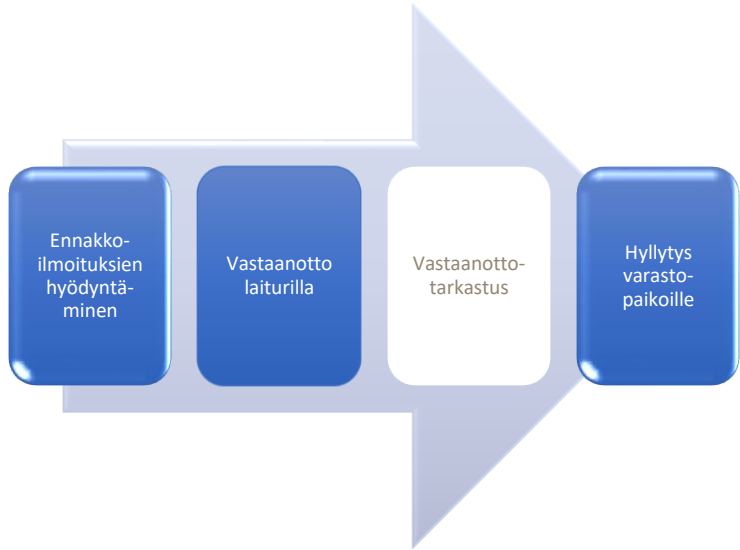 Ennakko-
ilmoituksien
hyödyntä-
minen
Vastaanotto
laiturilla
Vastaanotto-
tarkastus
Hyllytys
varasto-
paikoille